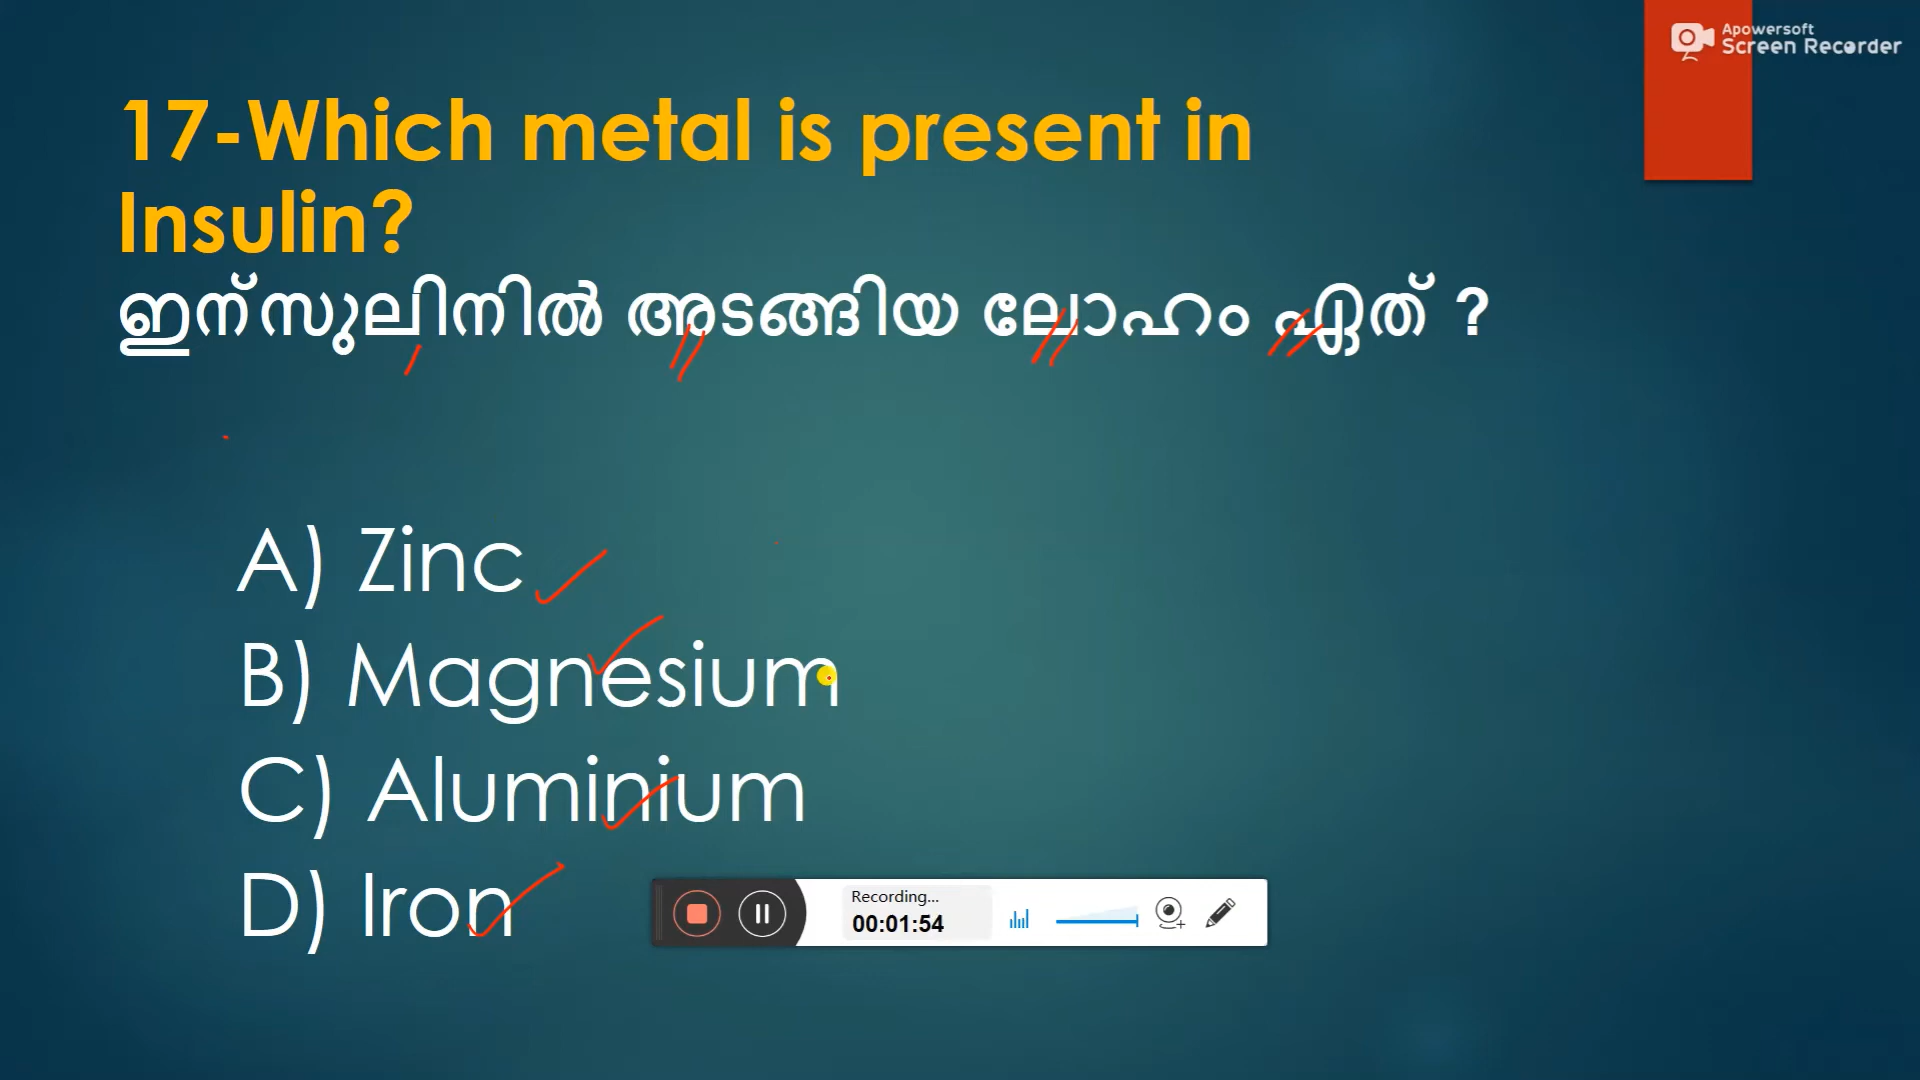 Apowersoft
Screen Recorder
17-Which metal is present in
Insulin?
ഇന്സുലിനിൽ അടങ്ങിയ ലോഹം ഏത് ?
A) Zinc
B) Magnesium
C) Aluminium
D) Iron
Recording...
00:01:54